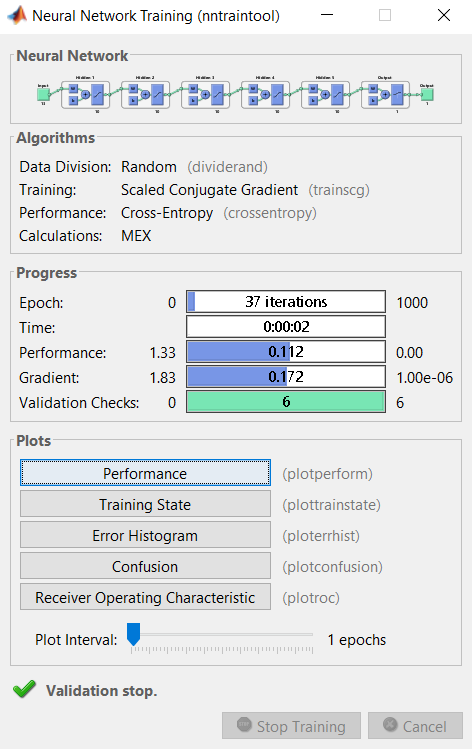 Neural Network Training (nntraintool)
Neural Network
Input Hidden 1 Hidden 2 Hidden 3 Hidden 4 Hidden 5 Output Output
W b + W b + W b + W b + W b + W b +
10 10 10 10 10 1 1
Algorithms
Data Division: Random (dividerand)
Training: Scaled Conjugate Gradient (trainscg)
Performance: Cross-Entropy (crossentropy)
Calculations: MEX
Progress
Epoch: 0 37 iterations 1000
Time: 0:00:02
Performance: 1.33 0.112 0.00
Gradient: 1.83 0.172 1.00e-06
Validation Checks: 0 6 6
Plots
Performance (plotperform)
Training State (plottrainstate)
Error Histogram (ploterrhist)
Confusion (plotconfusion)
Receiver Operating Characteristic (plotroc)
Plot Interval: 1 epochs
Validation stop.
Stop Training Cancel